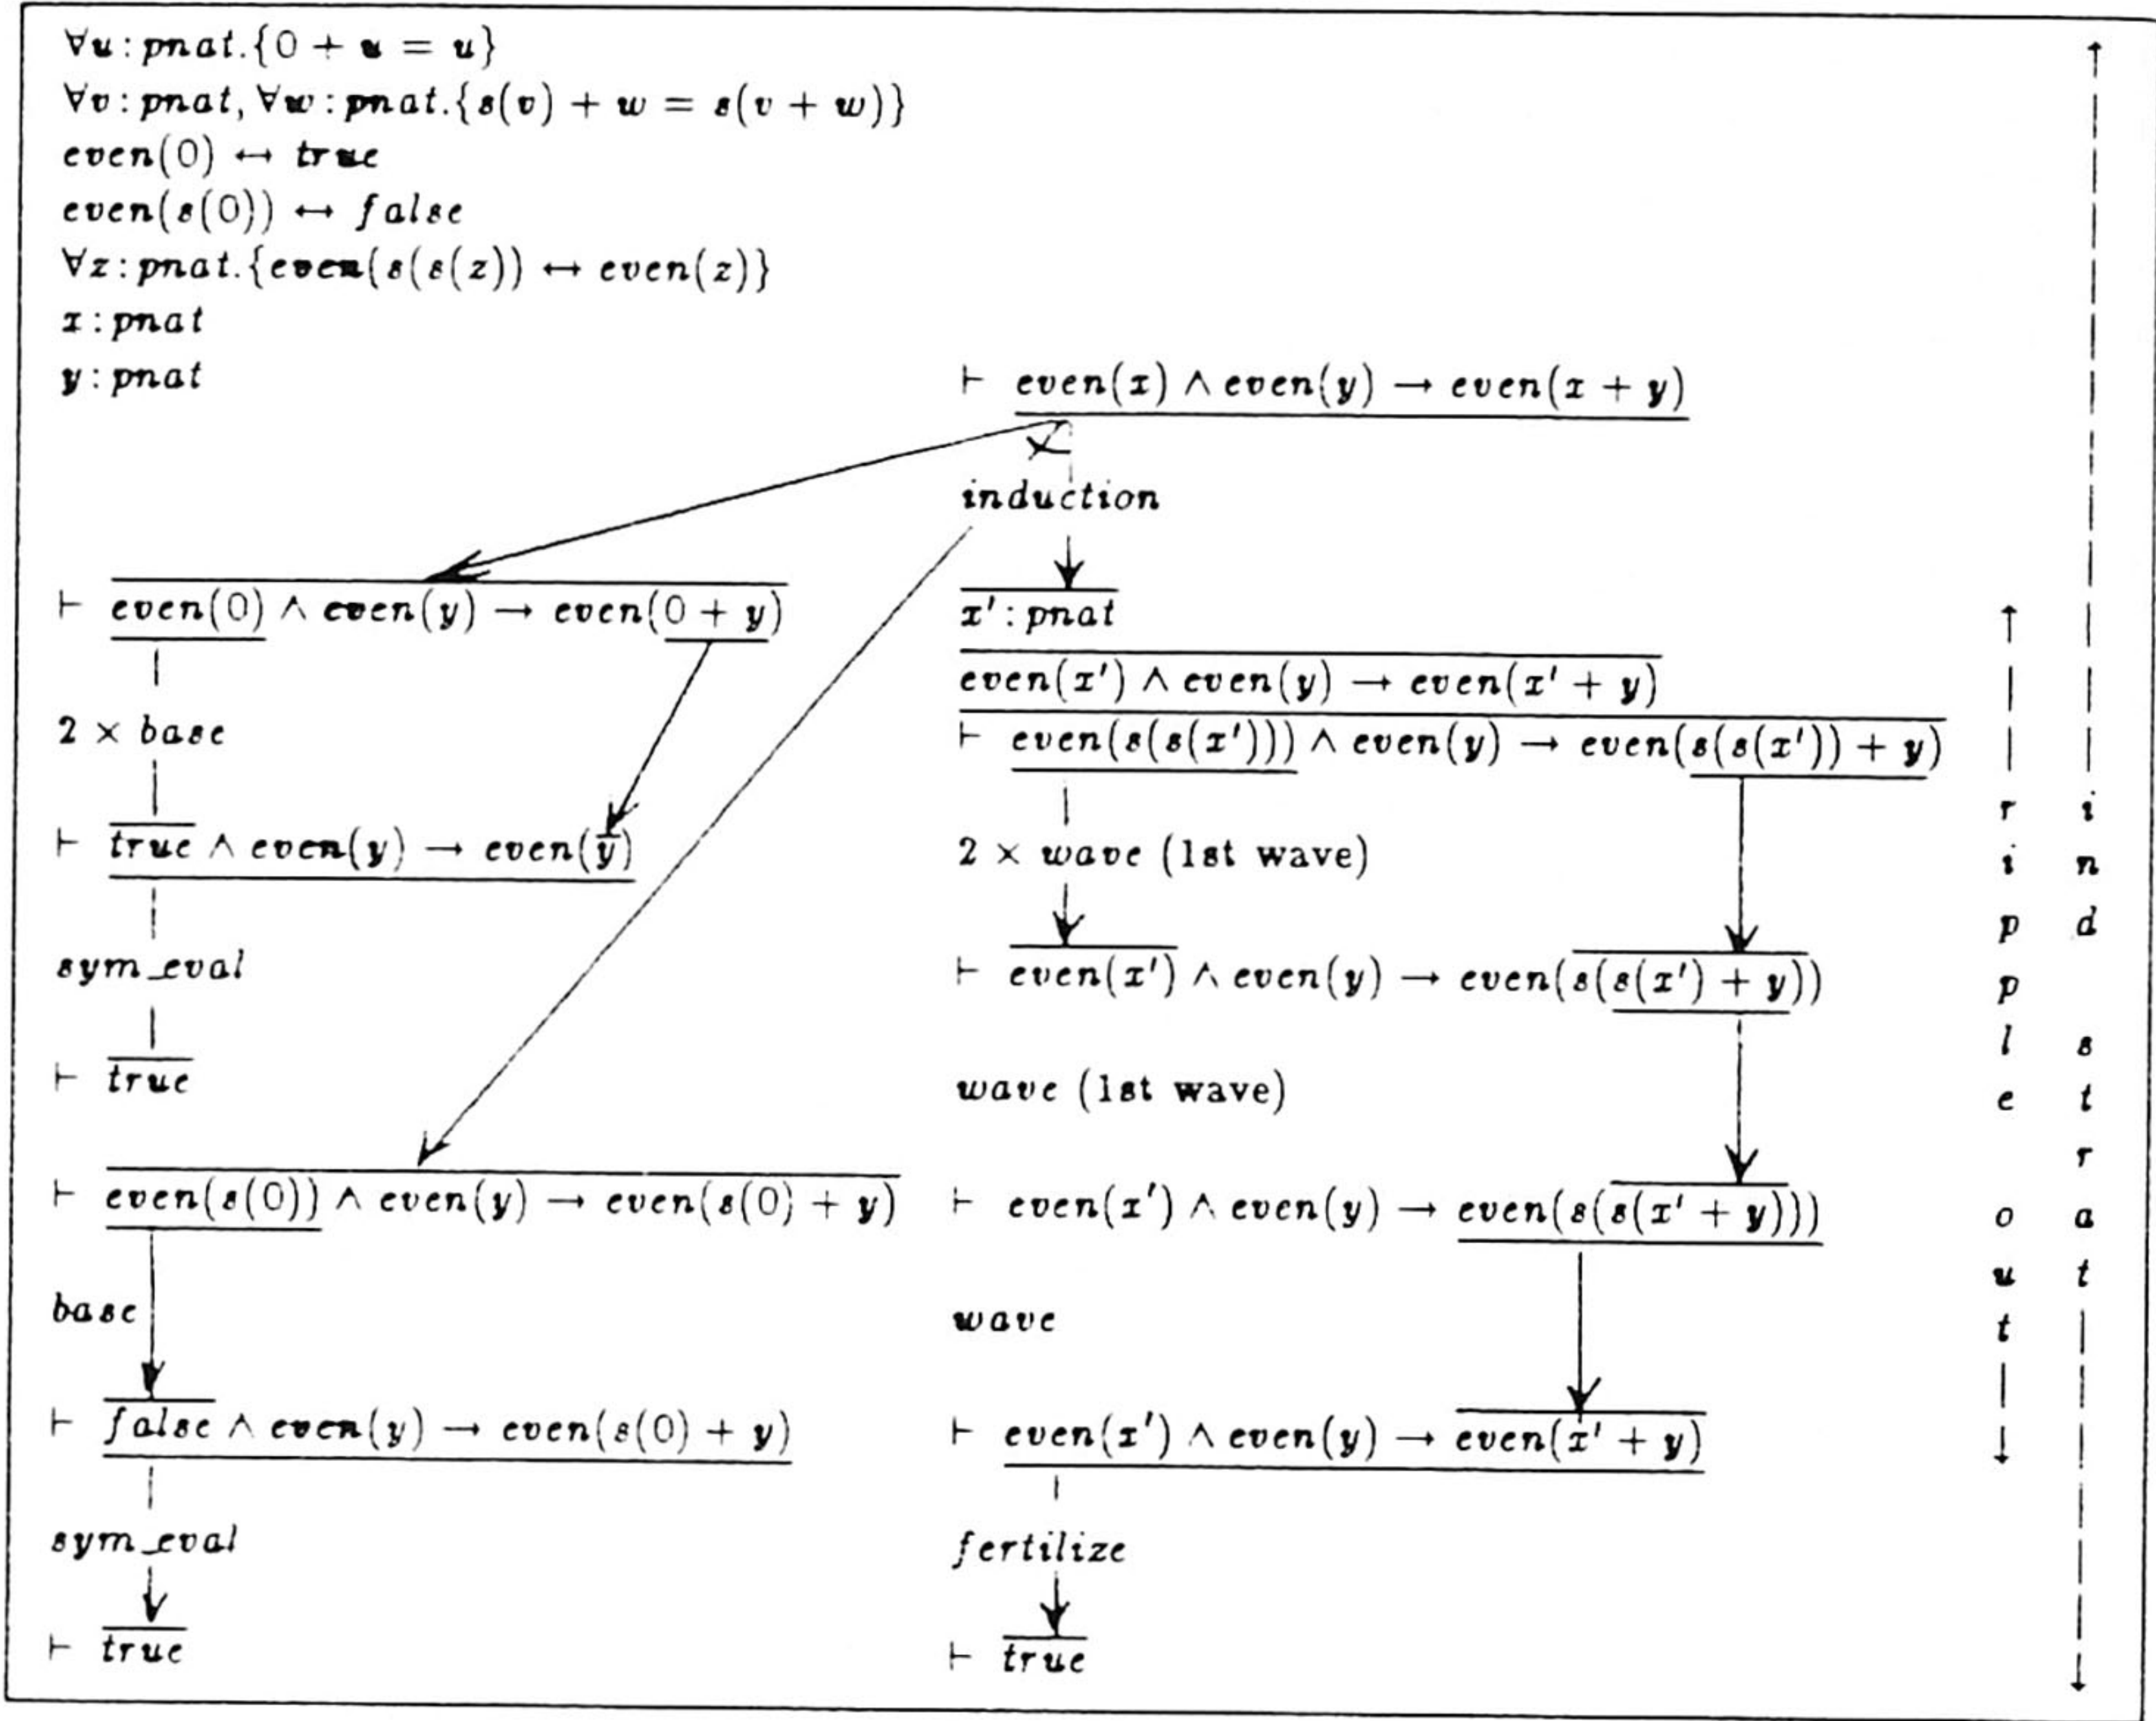 ∀u:pnat.{0 + u = u}
∀v:pnat,∀w:pnat.{s(v) + w = s(v + w)}
even(0) ↔ true
even(s(0)) ↔ false
∀z:pnat.{even(s(s(z)) ↔ even(z)}
x:pnat
y:pnat
⊢ even(x) ∧ even(y) → even(x + y)
induction
⊢ even(0) ∧ even(y) → even(0 + y)
2 × base
⊢ true ∧ even(y) → even(y)
sym_eval
⊢ true
⊢ even(s(0)) ∧ even(y) → even(s(0) + y)
base
⊢ false ∧ even(y) → even(s(0) + y)
sym_eval
⊢ true
x′:pnat
even(x′) ∧ even(y) → even(x′ + y)
⊢ even(s(s(x′))) ∧ even(y) → even(s(s(x′)) + y)
2 × wave (1st wave)
⊢ even(x′) ∧ even(y) → even(s(s(x′) + y))
wave (1st wave)
⊢ even(x′) ∧ even(y) → even(s(s(x′ + y)))
wave
⊢ even(x′) ∧ even(y) → even(x′ + y)
fertilize
⊢ true
ripple out
ind strat